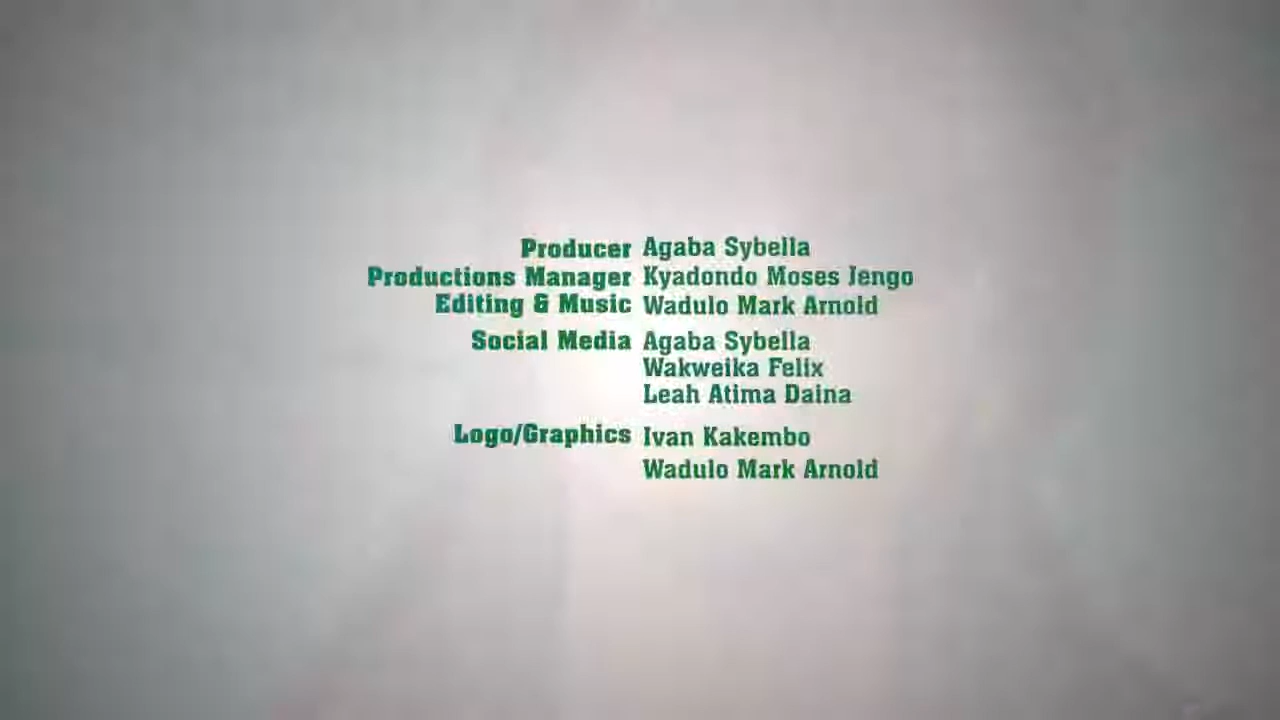 Producer Agaba Sybella
Productions Manager Kyadondo Moses Jengo
Editing & Music Wadulo Mark Arnold
Social Media Agaba Sybella
Wakweika Felix
Leah Atima Daina
Logo/Graphics Ivan Kakembo
Wadulo Mark Arnold